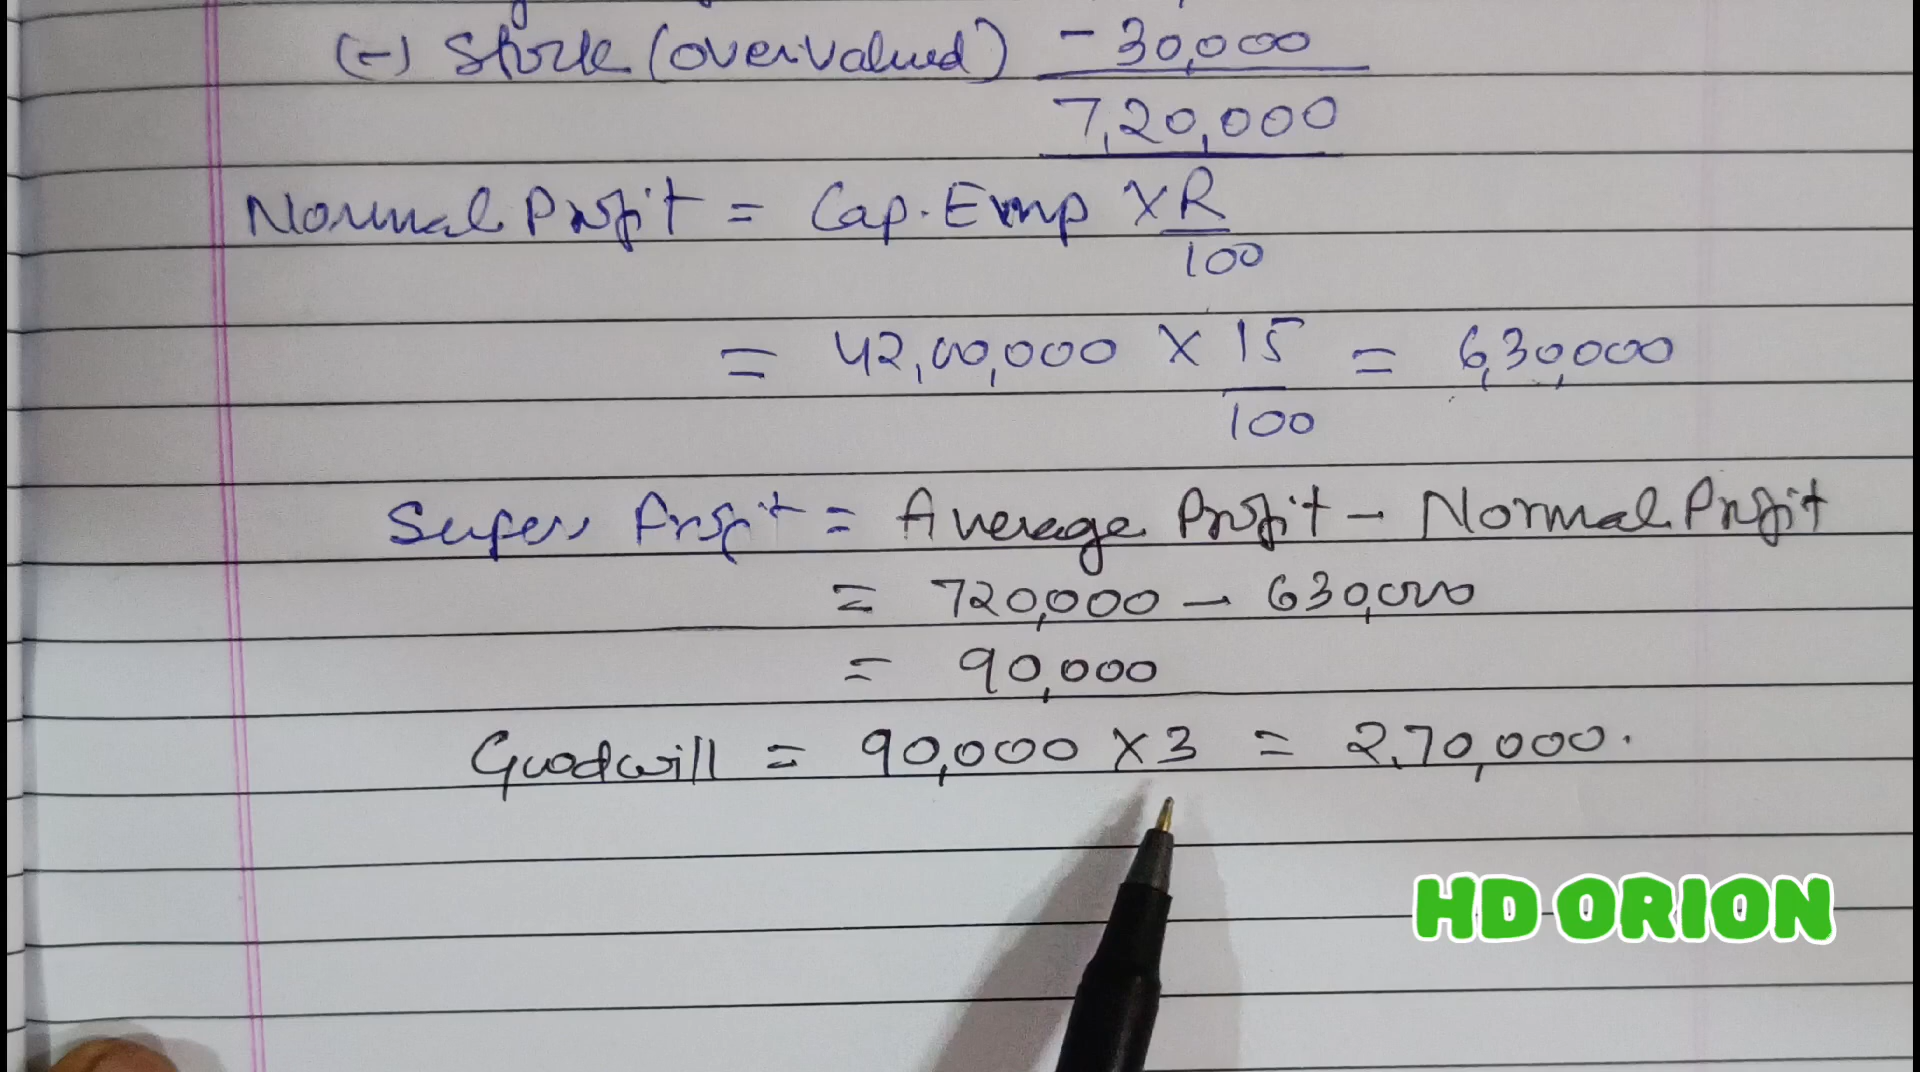 (-) Stock (overvalued) - 30,000
7,20,000
Normal Profit = Cap. Emp × R/100
= 42,00,000 × 15/100 = 6,30,000
Super Profit = Average Profit - Normal Profit
= 720,000 - 630,000
= 90,000
Goodwill = 90,000 × 3 = 2,70,000.
HD ORION